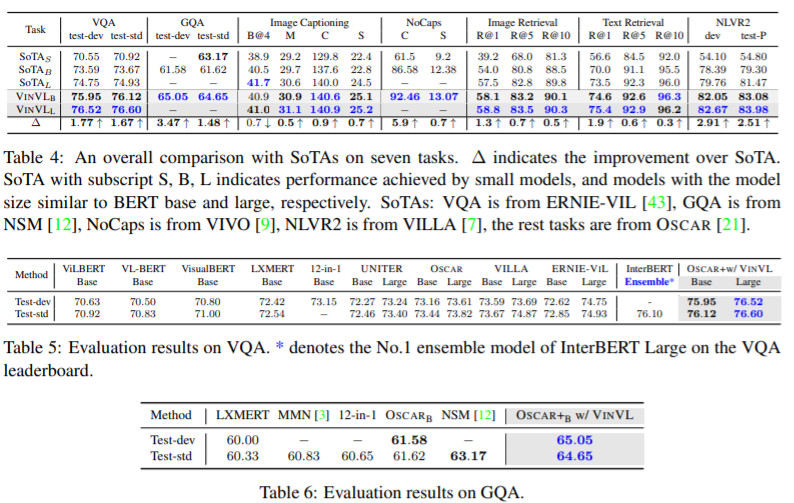 Task VQA GQA Image Captioning NoCaps Image Retrieval Text Retrieval NLVR2
test-dev test-std test-dev test-std B@4 M C S C S R@1 R@5 R@10 R@1 R@5 R@10 dev test-P
SoTA_S 70.55 70.92 – 63.17 38.9 29.2 129.8 22.4 61.5 9.2 39.2 68.0 81.3 56.6 84.5 92.0 54.10 54.80
SoTA_B 73.59 73.67 61.58 61.62 40.5 29.7 137.6 22.8 86.58 12.38 54.0 80.8 88.5 70.0 91.1 95.5 78.39 79.30
SoTA_L 74.75 74.93 – – 41.7 30.6 140.0 24.5 – – 57.5 82.8 89.8 73.5 92.3 96.0 79.76 81.47
VINVL_B 75.95 76.12 65.05 64.65 40.9 30.9 140.6 25.1 92.46 13.07 58.1 83.2 90.1 74.6 92.6 96.3 82.05 83.08
VINVL_L 76.52 76.60 – – 41.0 31.1 140.9 25.2 – – 58.8 83.5 90.3 75.4 92.9 96.2 82.67 83.98
Δ 1.77 ↑ 1.67 ↑ 3.47 ↑ 1.48 ↑ 0.7 ↓ 0.5 ↑ 0.9 ↑ 0.7 ↑ 5.9 ↑ 0.7 ↑ 1.3 ↑ 0.7 ↑ 0.5 ↑ 1.9 ↑ 0.6 ↑ 0.3 ↑ 2.91 ↑ 2.51 ↑
Table 4: An overall comparison with SoTAs on seven tasks. Δ indicates the improvement over SoTA.
SoTA with subscript S, B, L indicates performance achieved by small models, and models with the model
size similar to BERT base and large, respectively. SoTAs: VQA is from ERNIE-VIL [43], GQA is from
NSM [12], NoCaps is from VIVO [9], NLVR2 is from VILLA [7], the rest tasks are from OSCAR [21].
Method ViLBERT VL-BERT VisualBERT LXMERT 12-in-1 UNITER OSCAR VILLA ERNIE-VIL InterBERT OSCAR+w/ VINVL
Base Base Base Base Base Base Large Base Large Base Large Base Large Ensemble* Base Large
Test-dev 70.63 70.50 70.80 72.42 73.15 72.27 73.24 73.16 73.61 73.59 73.69 72.62 74.75 - 75.95 76.52
Test-std 70.92 70.83 71.00 72.54 – 72.46 73.40 73.44 73.82 73.67 74.87 72.85 74.93 76.10 76.12 76.60
Table 5: Evaluation results on VQA. * denotes the No.1 ensemble model of InterBERT Large on the VQA
leaderboard.
Method LXMERT MMN [3] 12-in-1 OSCAR_B NSM [12] OSCAR+_B w/ VINVL
Test-dev 60.00 – – 61.58 – 65.05
Test-std 60.33 60.83 60.65 61.62 63.17 64.65
Table 6: Evaluation results on GQA.